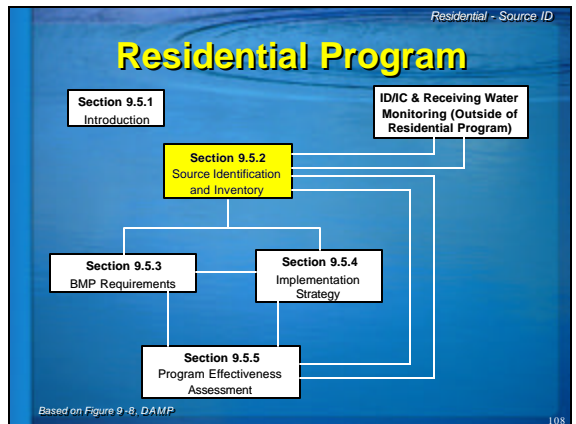 Residential - Source ID
Residential Program
Section 9.5.1
Introduction
ID/IC & Receiving Water
Monitoring (Outside of
Residential Program)
Section 9.5.2
Source Identification
and Inventory
Section 9.5.3
BMP Requirements
Section 9.5.4
Implementation
Strategy
Section 9.5.5
Program Effectiveness
Assessment
Based on Figure 9-8, DAMP
108